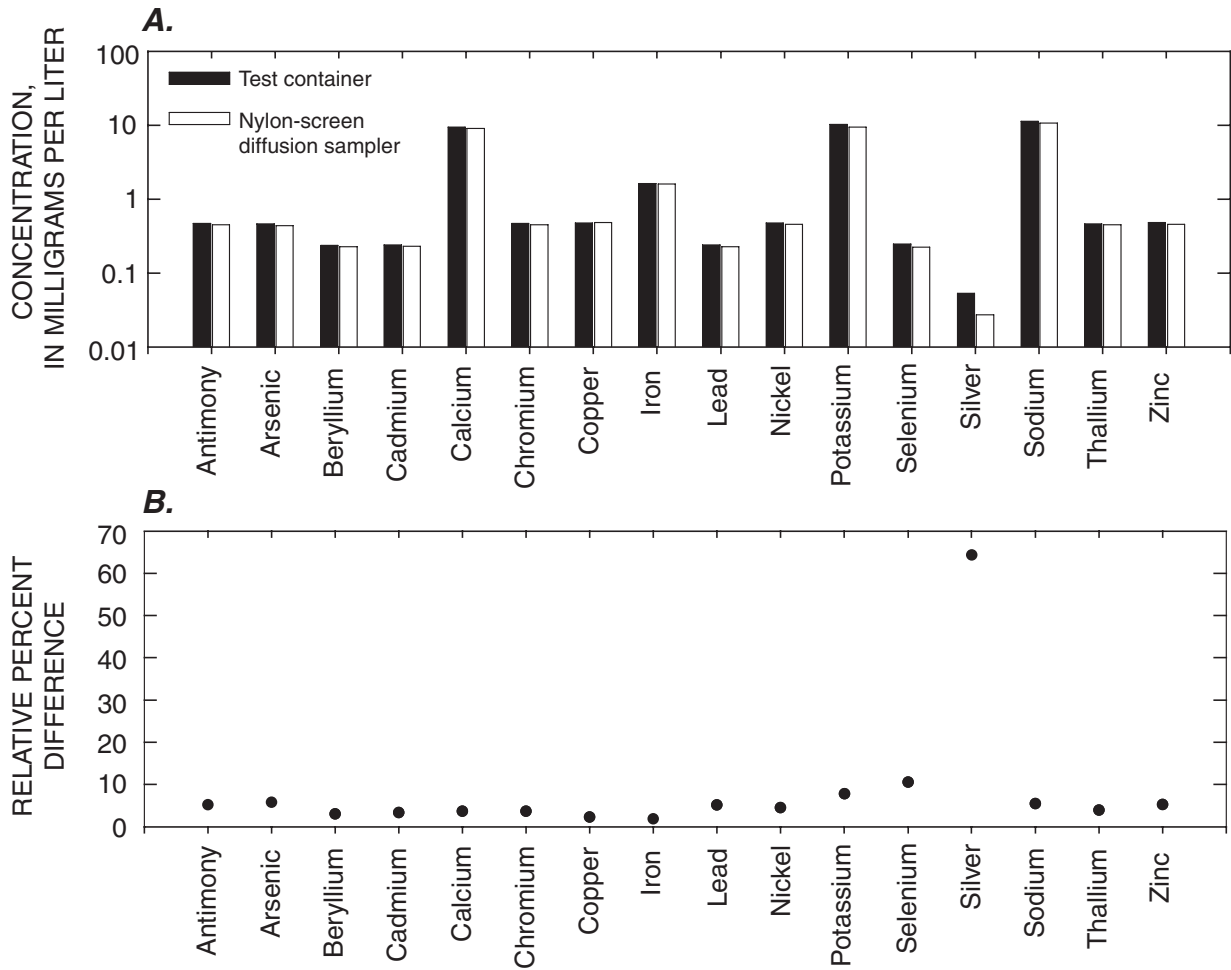 A.
CONCENTRATION,
IN MILLIGRAMS PER LITER
100
10
1
0.1
0.01
Test container
Nylon-screen
diffusion sampler
Antimony
Arsenic
Beryllium
Cadmium
Calcium
Chromium
Copper
Iron
Lead
Nickel
Potassium
Selenium
Silver
Sodium
Thallium
Zinc
B.
RELATIVE PERCENT
DIFFERENCE
70
60
50
40
30
20
10
0
Antimony
Arsenic
Beryllium
Cadmium
Calcium
Chromium
Copper
Iron
Lead
Nickel
Potassium
Selenium
Silver
Sodium
Thallium
Zinc